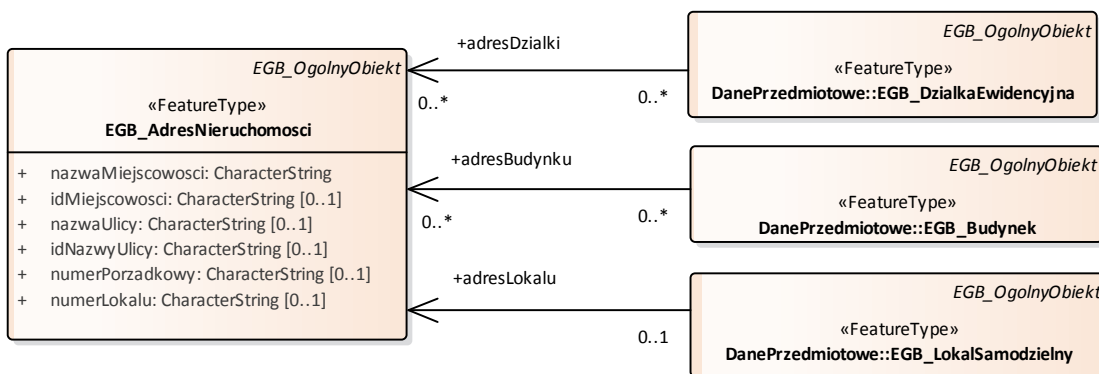 EGB_OgolnyObiekt
«FeatureType»
EGB_AdresNieruchomosci
+ nazwaMiejscowosci: CharacterString
+ idMiejscowosci: CharacterString [0..1]
+ nazwaUlicy: CharacterString [0..1]
+ idNazwyUlicy: CharacterString [0..1]
+ numerPorzadkowy: CharacterString [0..1]
+ numerLokalu: CharacterString [0..1]
+adresDzialki
0..*
0..*
EGB_OgolnyObiekt
«FeatureType»
DanePrzedmiotowe::EGB_DzialkaEwidencyjna
+adresBudynku
0..*
0..*
EGB_OgolnyObiekt
«FeatureType»
DanePrzedmiotowe::EGB_Budynek
+adresLokalu
0..1
EGB_OgolnyObiekt
«FeatureType»
DanePrzedmiotowe::EGB_LokalSamodzielny